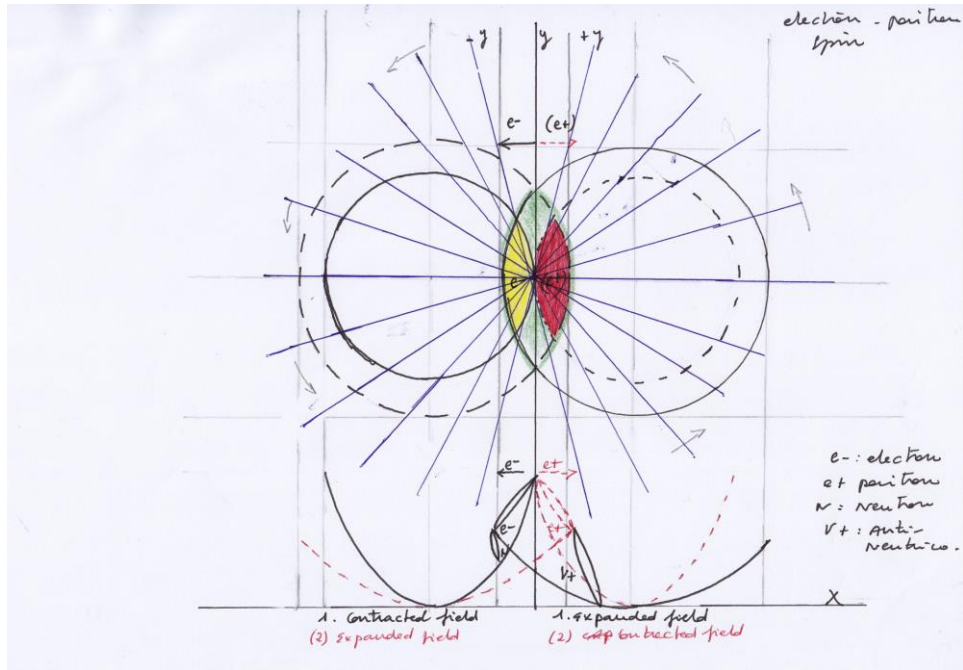 electron - positron
spin
-y y +y
e- (e+)
e- (e+)
e- e+
e-
N
V+
e- : electron
e+ positron
N : Neutron
V+ : Anti-
Neutrico.
X
1. Contracted field 1. expanded field
(2) Expanded field (2) contracted field